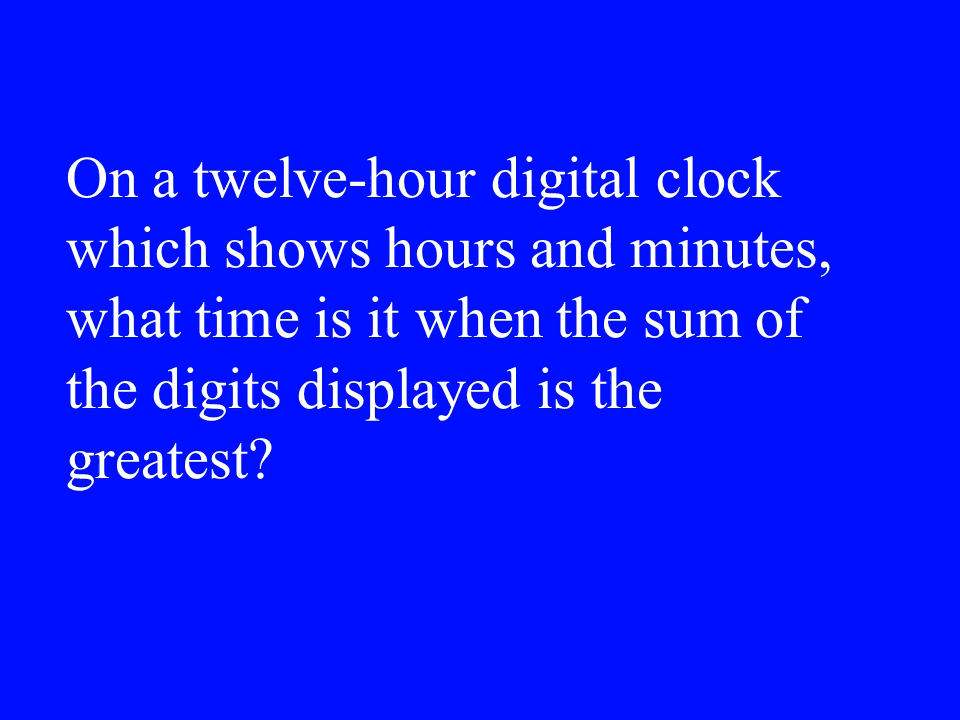 On a twelve-hour digital clock
which shows hours and minutes,
what time is it when the sum of
the digits displayed is the
greatest?